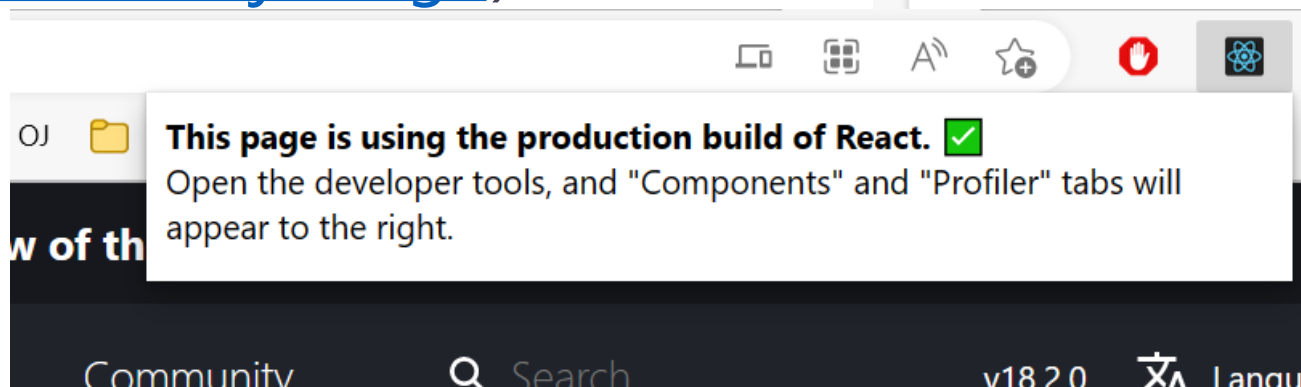 OJ
This page is using the production build of React. ✅
Open the developer tools, and "Components" and "Profiler" tabs will
appear to the right.
w of th
Community Search v18.2.0 Langu